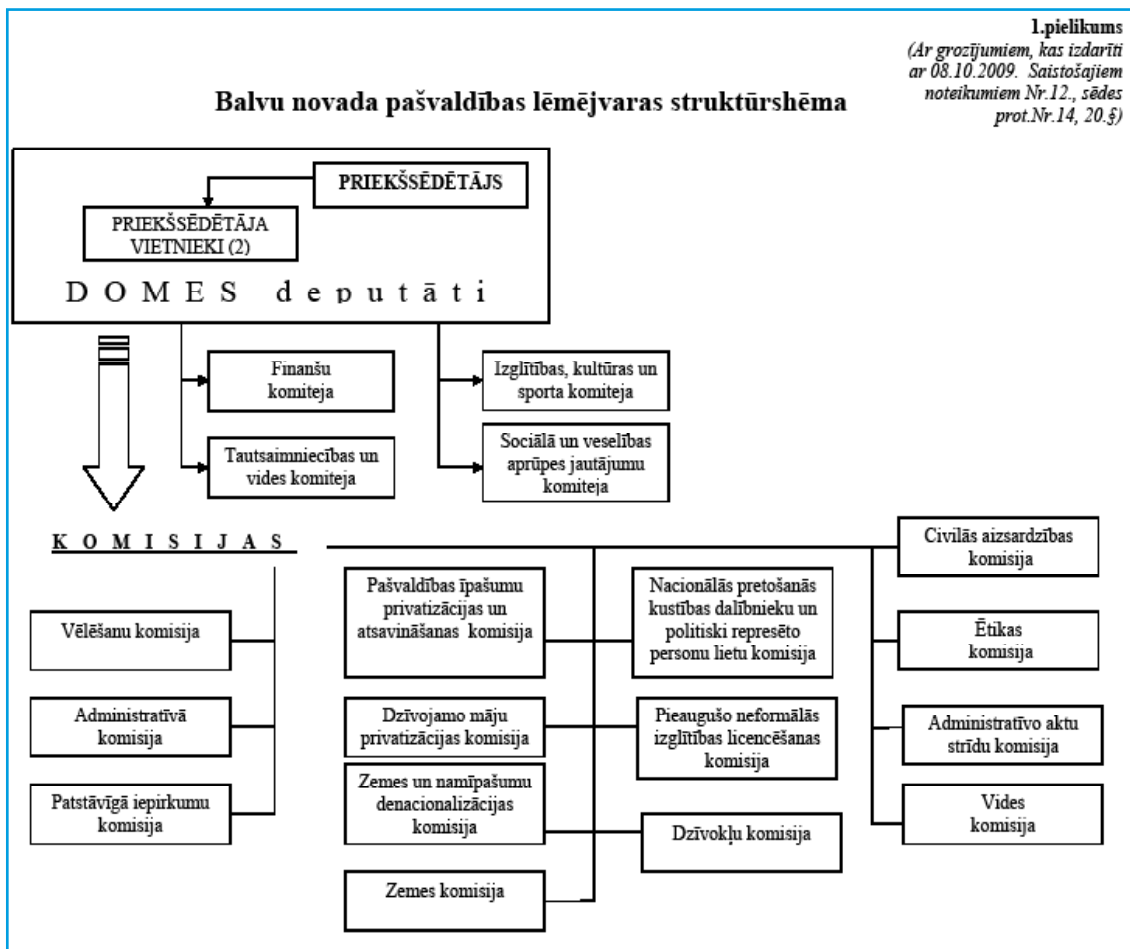 1.pielikums
(Ar grozījumiem, kas izdarīti
ar 08.10.2009. Saistošajiem
noteikumiem Nr.12., sēdes
prot.Nr.14, 20.§)
Balvu novada pašvaldības lēmējvaras struktūrshēma
PRIEKŠSĒDĒTĀJS
PRIEKŠSĒDĒTĀJA
VIETNIEKI (2)
DOMES deputāti
Finanšu
komiteja
Izglītības, kultūras un
sporta komiteja
Tautsaimniecības un
vides komiteja
Sociālā un veselības
aprūpes jautājumu
komiteja
KOMISIJAS
Vēlēšanu komisija
Administratīvā
komisija
Patstāvīgā iepirkumu
komisija
Pašvaldības īpašumu
privatizācijas un
atsavināšanas komisija
Dzīvojamo māju
privatizācijas komisija
Zemes un namīpašumu
denacionalizācijas
komisija
Zemes komisija
Nacionālās pretošanās
kustības dalībnieku un
politiski represēto
personu lietu komisija
Pieaugušo neformālās
izglītības licencēšanas
komisija
Dzīvokļu komisija
Civilās aizsardzības
komisija
Ētikas
komisija
Administratīvo aktu
strīdu komisija
Vides
komisija